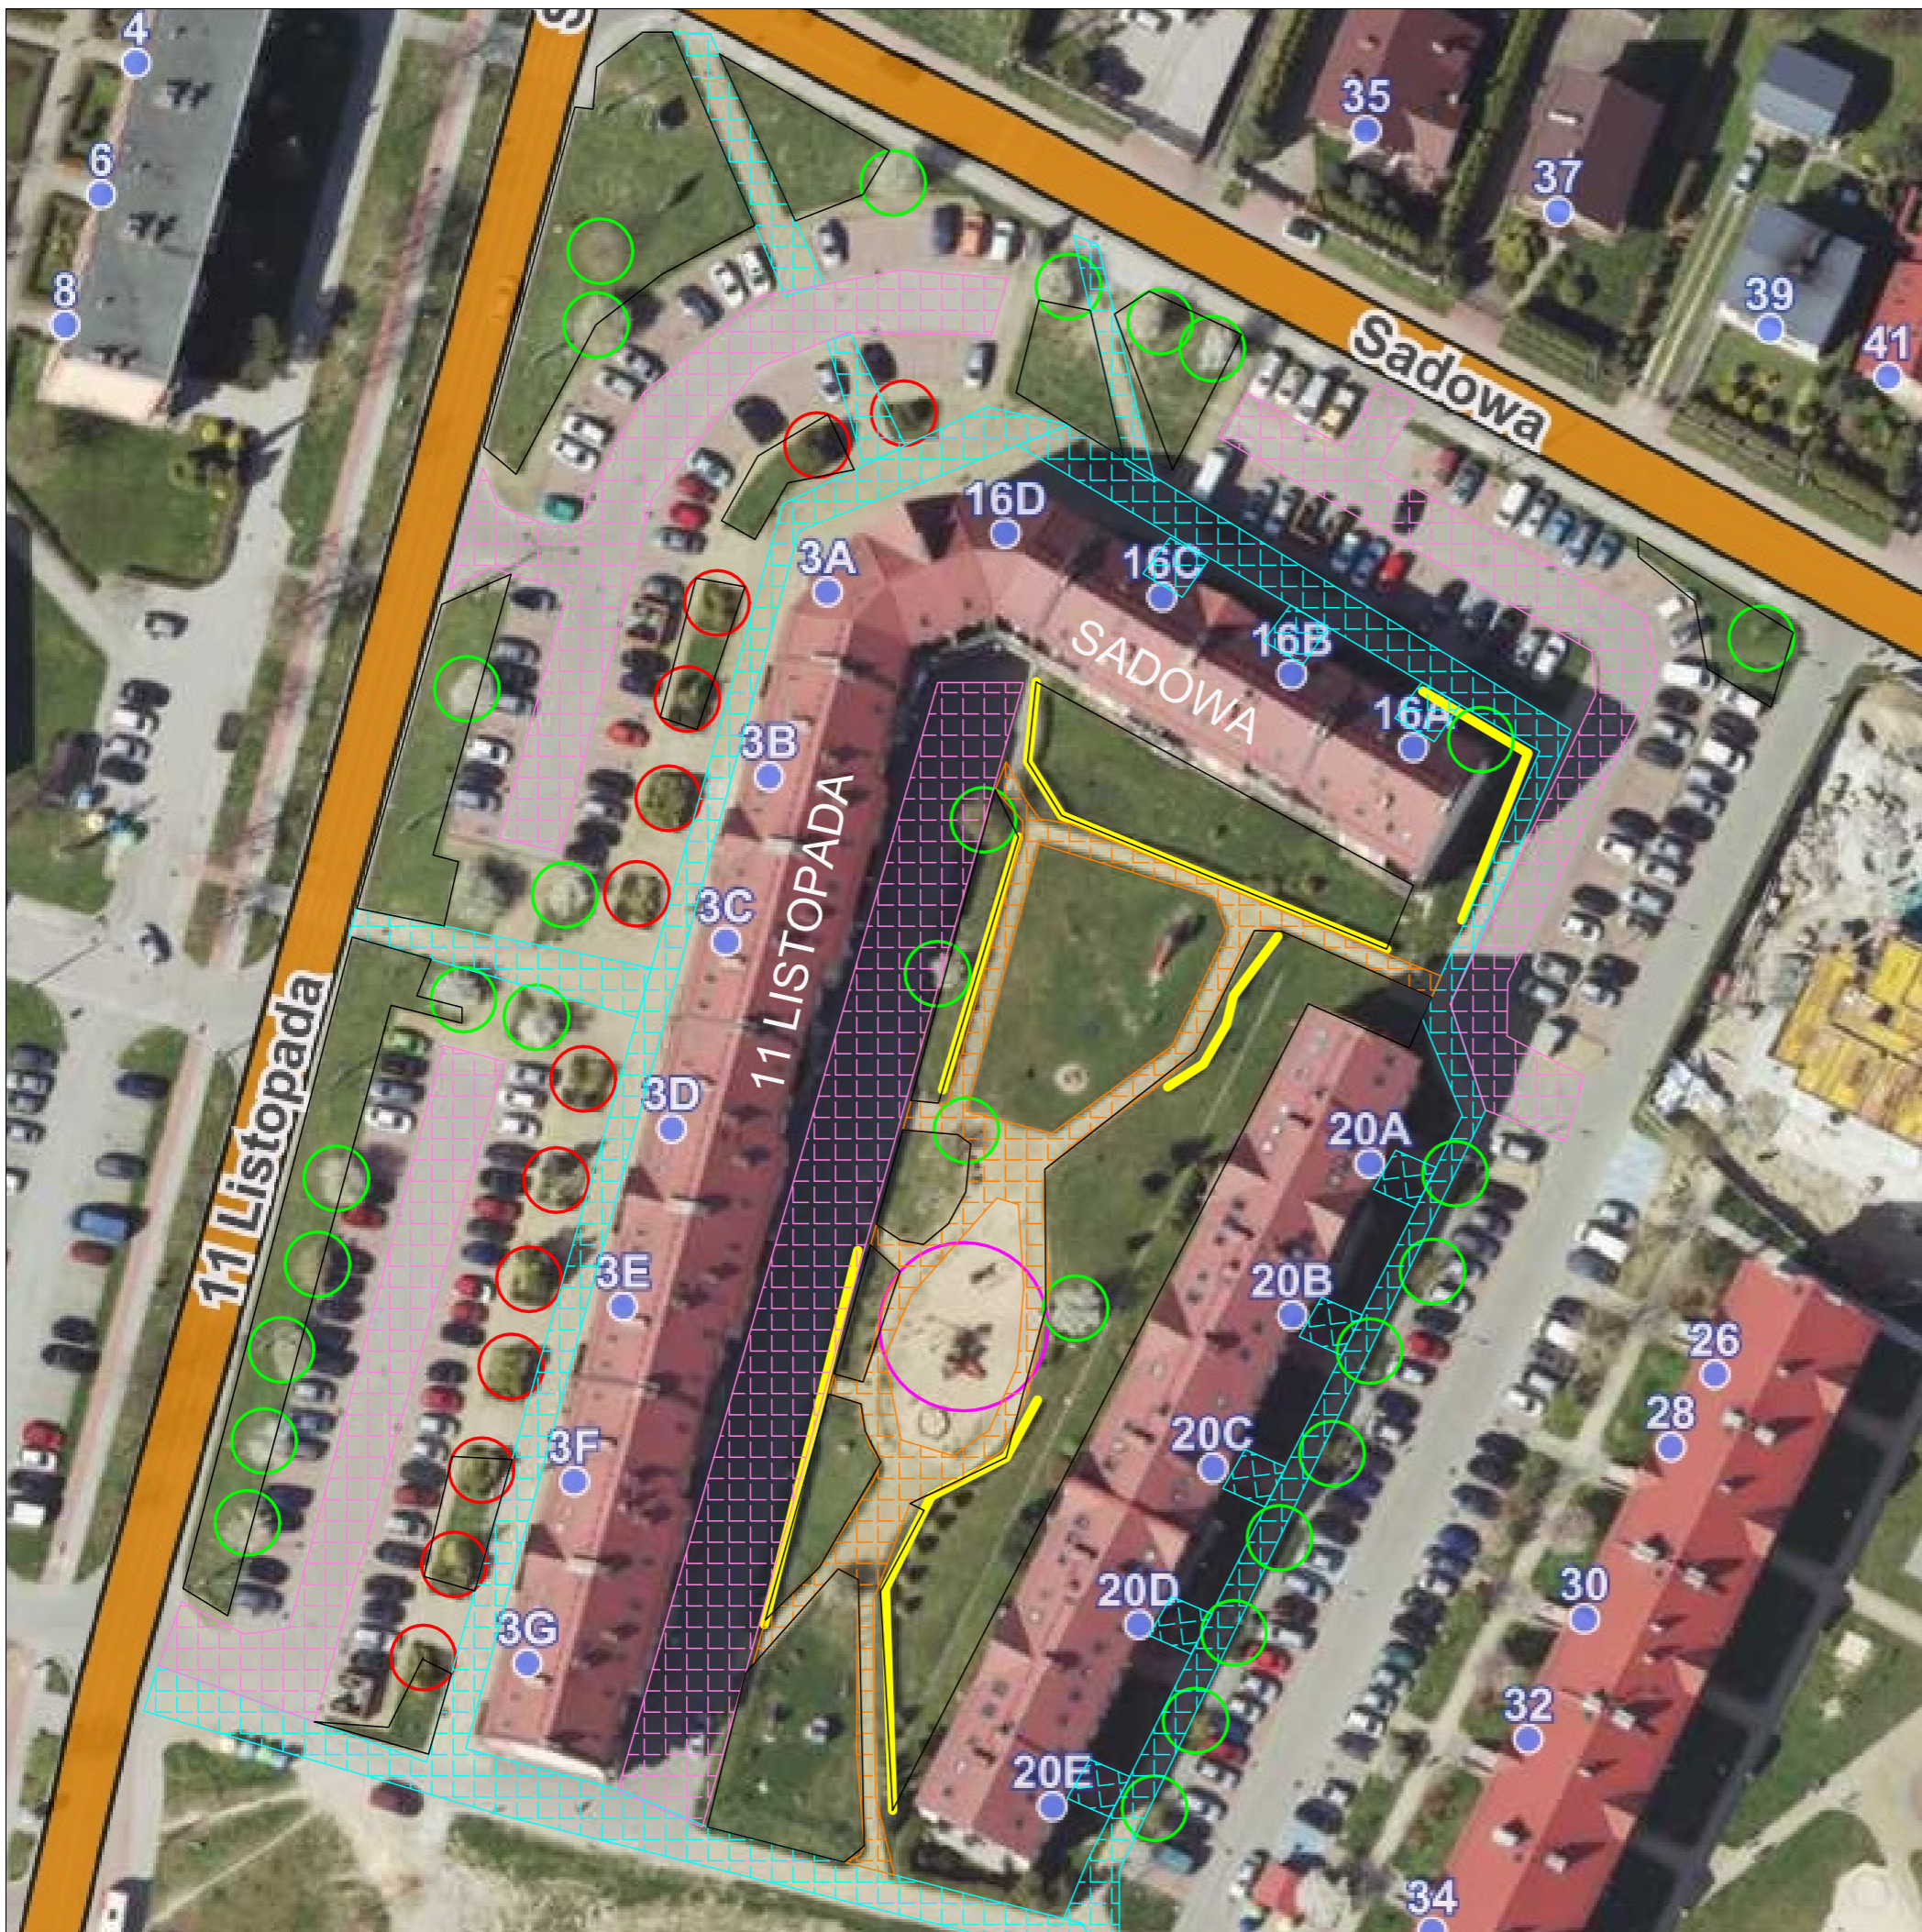 S
4
6
8
35
37
39
41
Sadowa
16D
16C
16B
16A
3A
SADOWA
3B
11 LISTOPADA
3C
11 Listopada
3D
20A
3E
20B
26
28
3F
20C
30
3G
20D
32
20E
34